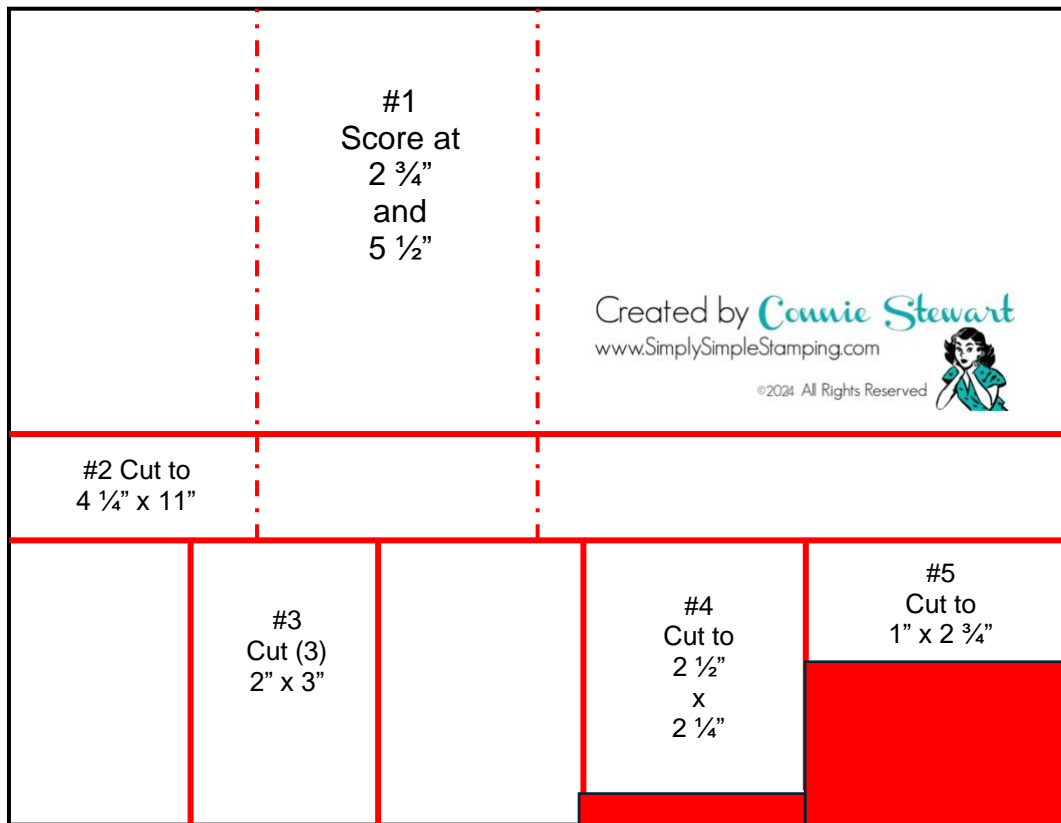 #1
Score at
2 ¾”
and
5 ½”
Created by Connie Stewart
www.SimplySimpleStamping.com
©2024 All Rights Reserved
#2 Cut to
4 ¼” x 11”
#3
Cut (3)
2” x 3”
#4
Cut to
2 ½”
x
2 ¼”
#5
Cut to
1” x 2 ¾”